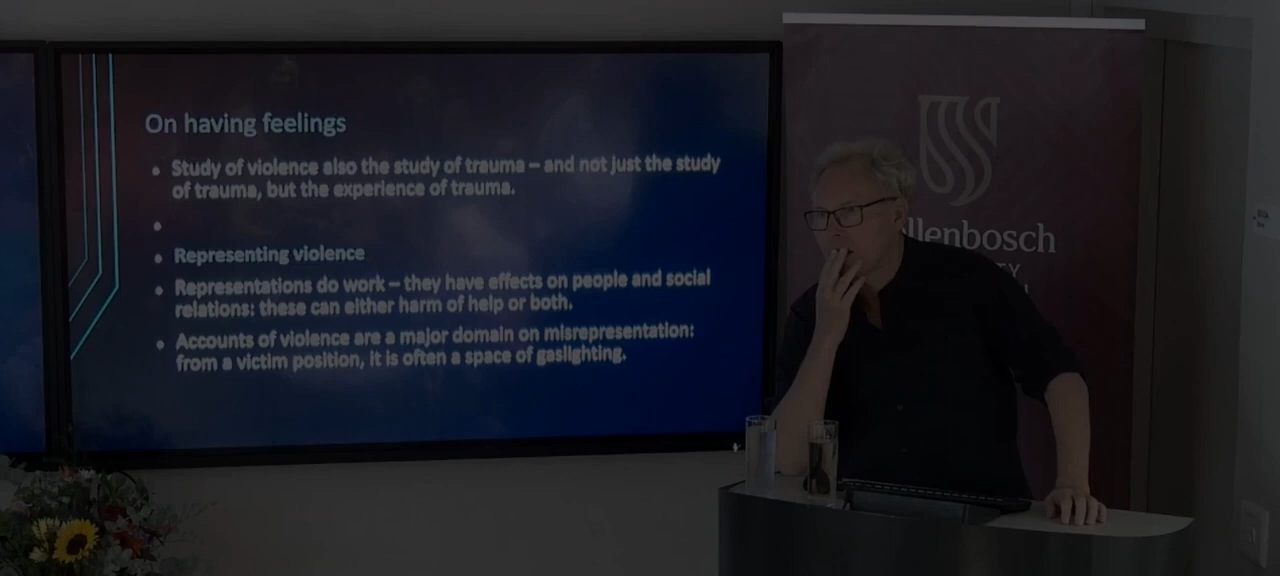 On having feelings
• Study of violence also the study of trauma – and not just the study
of trauma, but the experience of trauma.
•
• Representing violence
• Representations do work – they have effects on people and social
relations: these can either harm of help or both.
• Accounts of violence are a major domain on misrepresentation:
from a victim position, it is often a space of gaslighting.
llenbosch
TY